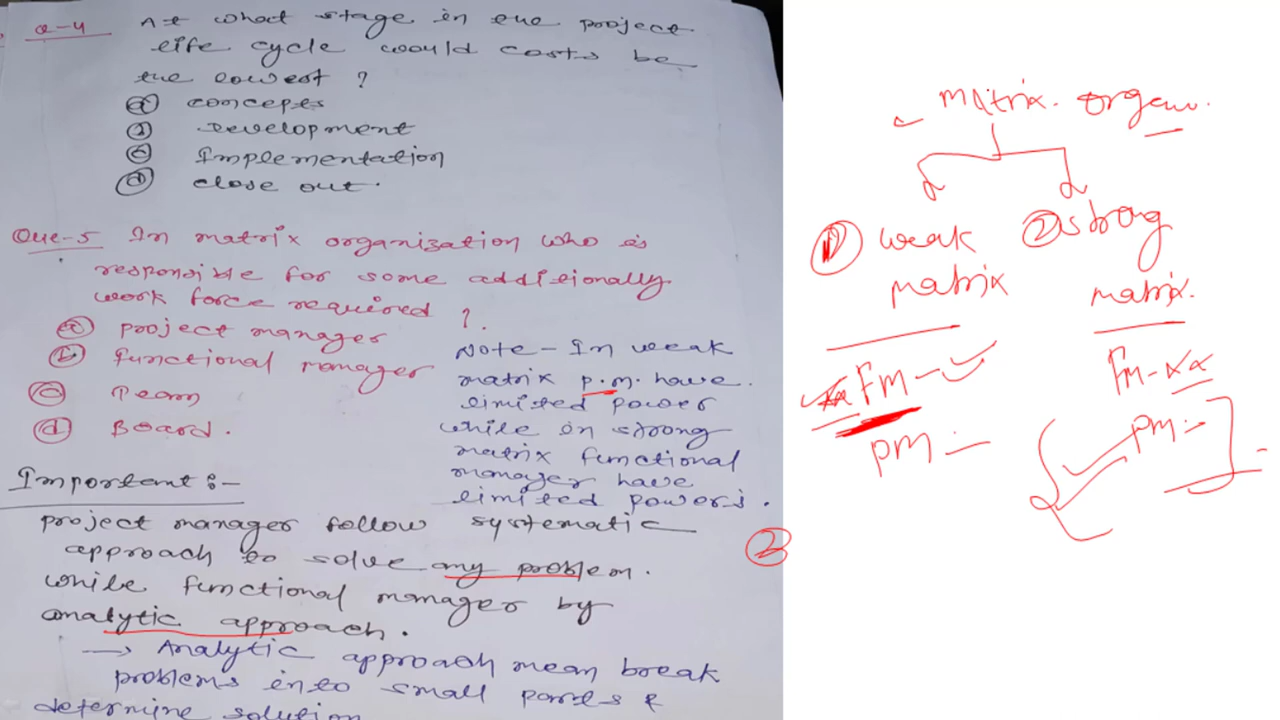 Q-4 At what stage in the project
life cycle would costs be
the lowest ?
(a) concepts
(b) Development
(c) Implementation
(d) close out.
Que-5 In matrix organization who is
responsible for some additionally
work force required ?.
(a) project manager
(b) functional manager
(c) Team
(d) Board.
Note - In weak
matrix p.m. have
limited power
while in strong
matrix functional
manager have
limited powers.
Important :-
project manager follow systematic
approach to solve any problem.
while functional manager by
analytic approach.
→ Analytic approach mean break
problems into small parts &
determine solution
2
matrix organ.
1 weak
matrix
FM -
PM -
2 strong
matrix.
FM - xx
PM -